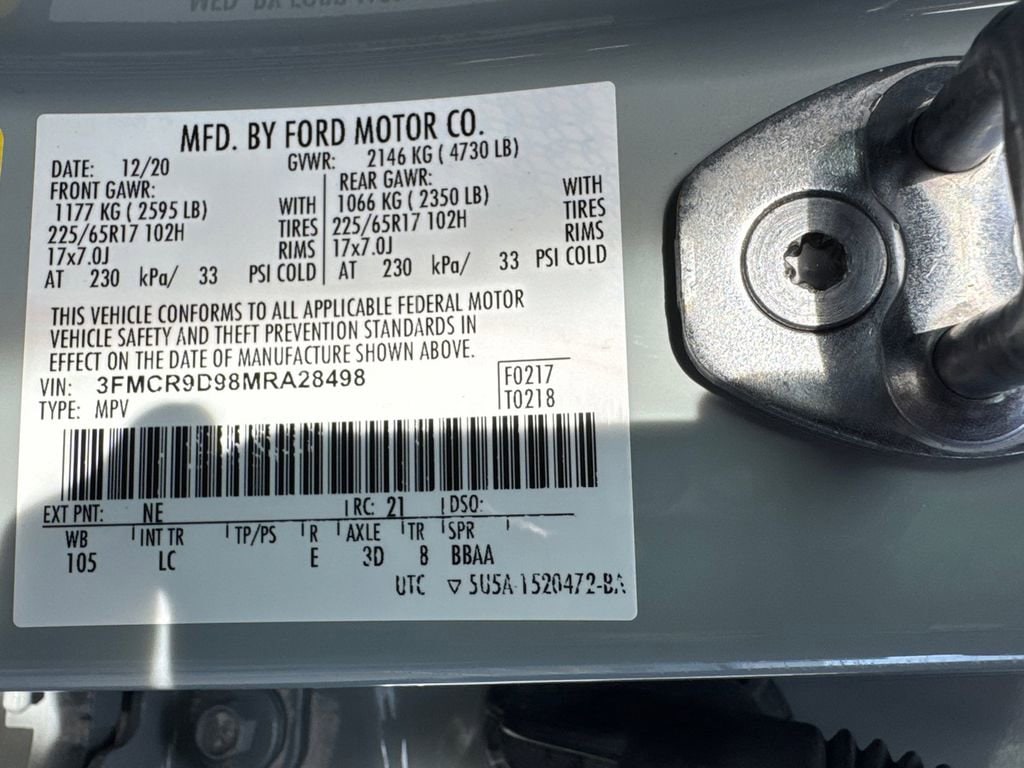 MFD. BY FORD MOTOR CO.
DATE: 12/20 GVWR: 2146 KG ( 4730 LB)
FRONT GAWR: REAR GAWR:
1177 KG ( 2595 LB) WITH 1066 KG ( 2350 LB) WITH
225/65R17 102H TIRES 225/65R17 102H TIRES
17x7.0J RIMS 17x7.0J RIMS
AT 230 kPa/ 33 PSI COLD AT 230 kPa/ 33 PSI COLD
THIS VEHICLE CONFORMS TO ALL APPLICABLE FEDERAL MOTOR
VEHICLE SAFETY AND THEFT PREVENTION STANDARDS IN
EFFECT ON THE DATE OF MANUFACTURE SHOWN ABOVE.
VIN: 3FMCR9D98MRA28498 F0217
TYPE: MPV T0218
EXT PNT: NE RC: 21 DSO:
WB INT TR TP/PS R AXLE TR SPR
105 LC E 3D 8 BBAA
UTC ▽ 5U5A-1520472-BA